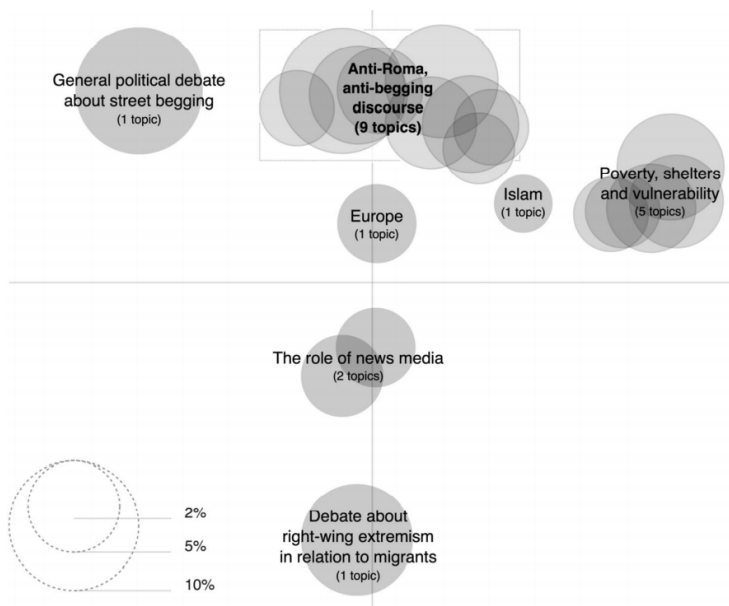 General political debate
about street begging
(1 topic)
Anti-Roma,
anti-begging
discourse
(9 topics)
Poverty, shelters
and vulnerability
(5 topics)
Islam
(1 topic)
Europe
(1 topic)
The role of news media
(2 topics)
2%
5%
10%
Debate about
right-wing extremism
in relation to migrants
(1 topic)